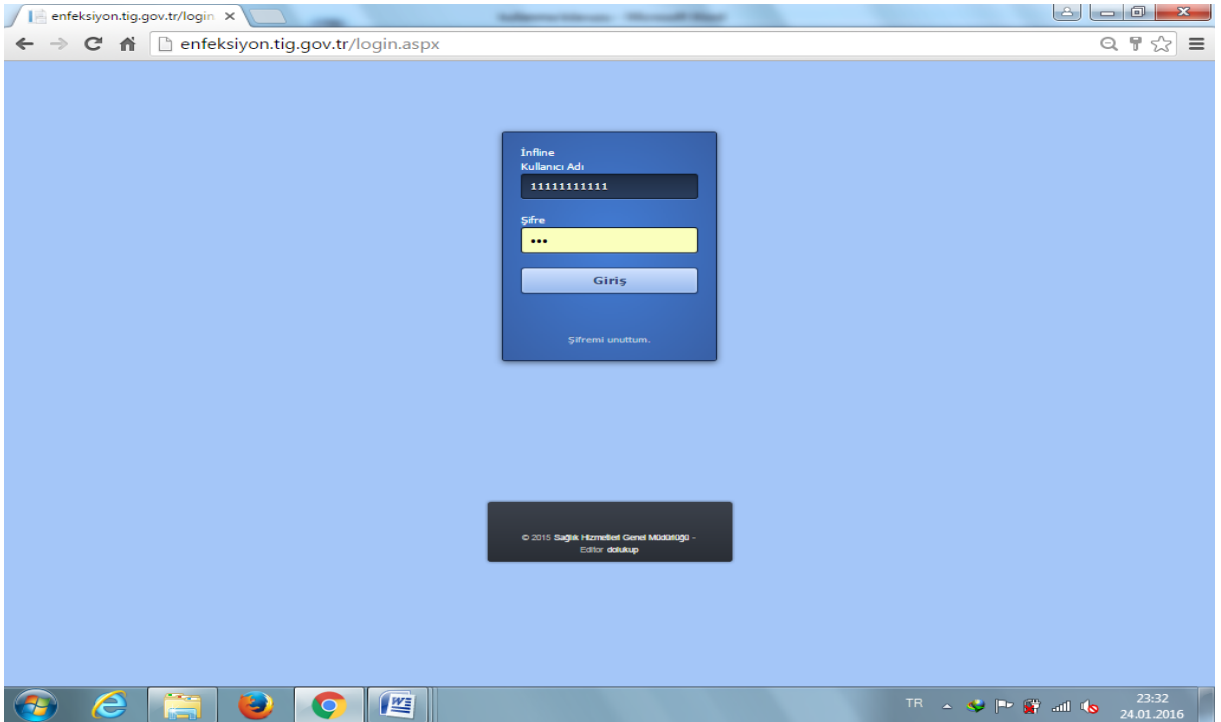 enfeksiyon.tig.gov.tr/login
enfeksiyon.tig.gov.tr/login.aspx
İnfline
Kullanıcı Adı
11111111111
Şifre
•••
Giriş
Şifremi unuttum.
© 2015 Sağlık Hizmetleri Genel Müdürlüğü -
Editor dolukup
TR
23:32
24.01.2016